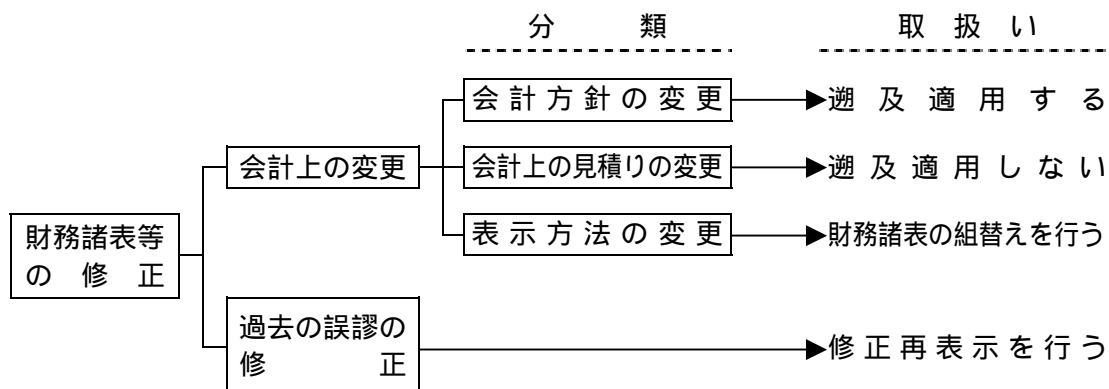 分類 取扱い
会計方針の変更 遡及適用する
会計上の変更 会計上の見積りの変更 遡及適用しない
財務諸表等
の修正
表示方法の変更 財務諸表の組替えを行う
過去の誤謬の
修正
修正再表示を行う